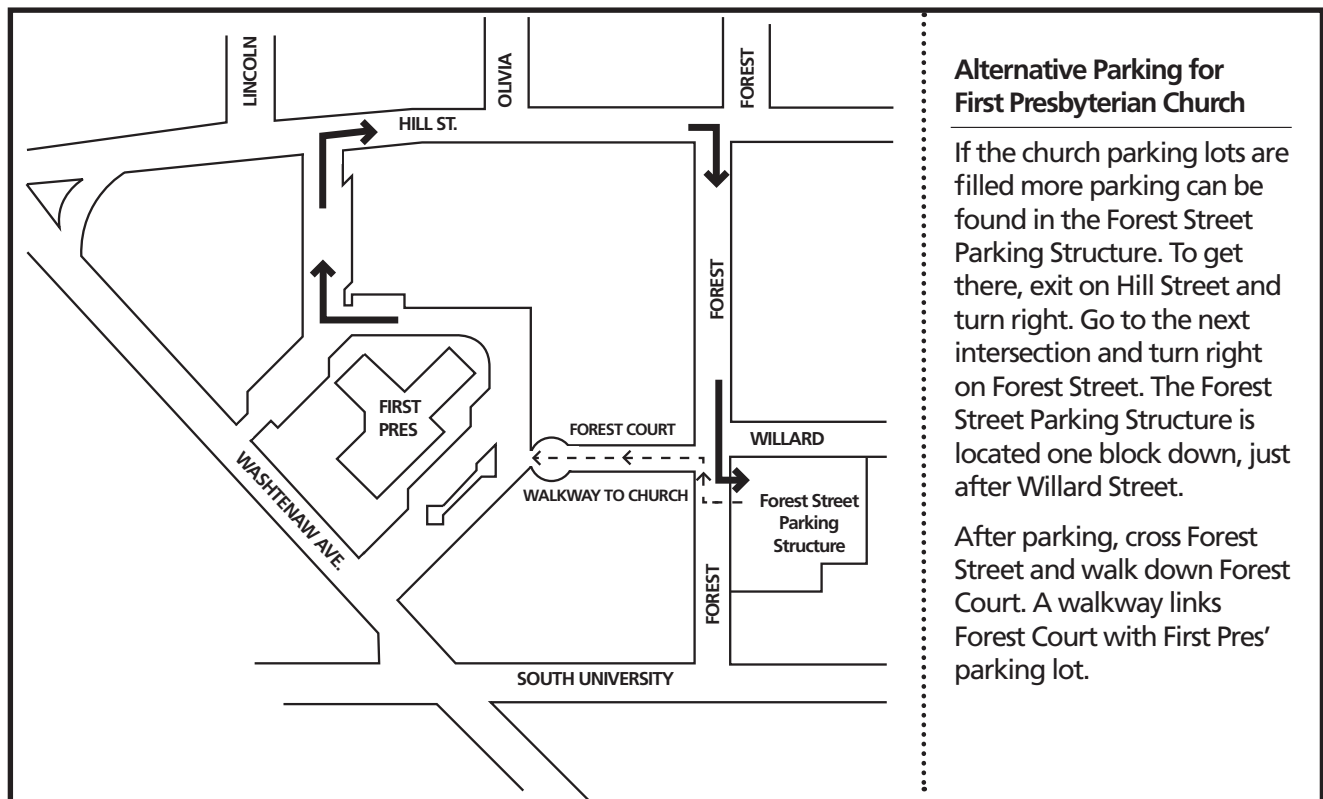 LINCOLN
OLIVIA
FOREST
HILL ST.
FOREST
FIRST
PRES
FOREST COURT
WILLARD
WALKWAY TO CHURCH
WASHTENAW AVE.
Forest Street
Parking
Structure
FOREST
SOUTH UNIVERSITY
Alternative Parking for
First Presbyterian Church
If the church parking lots are
filled more parking can be
found in the Forest Street
Parking Structure. To get
there, exit on Hill Street and
turn right. Go to the next
intersection and turn right
on Forest Street. The Forest
Street Parking Structure is
located one block down, just
after Willard Street.
After parking, cross Forest
Street and walk down Forest
Court. A walkway links
Forest Court with First Pres’
parking lot.